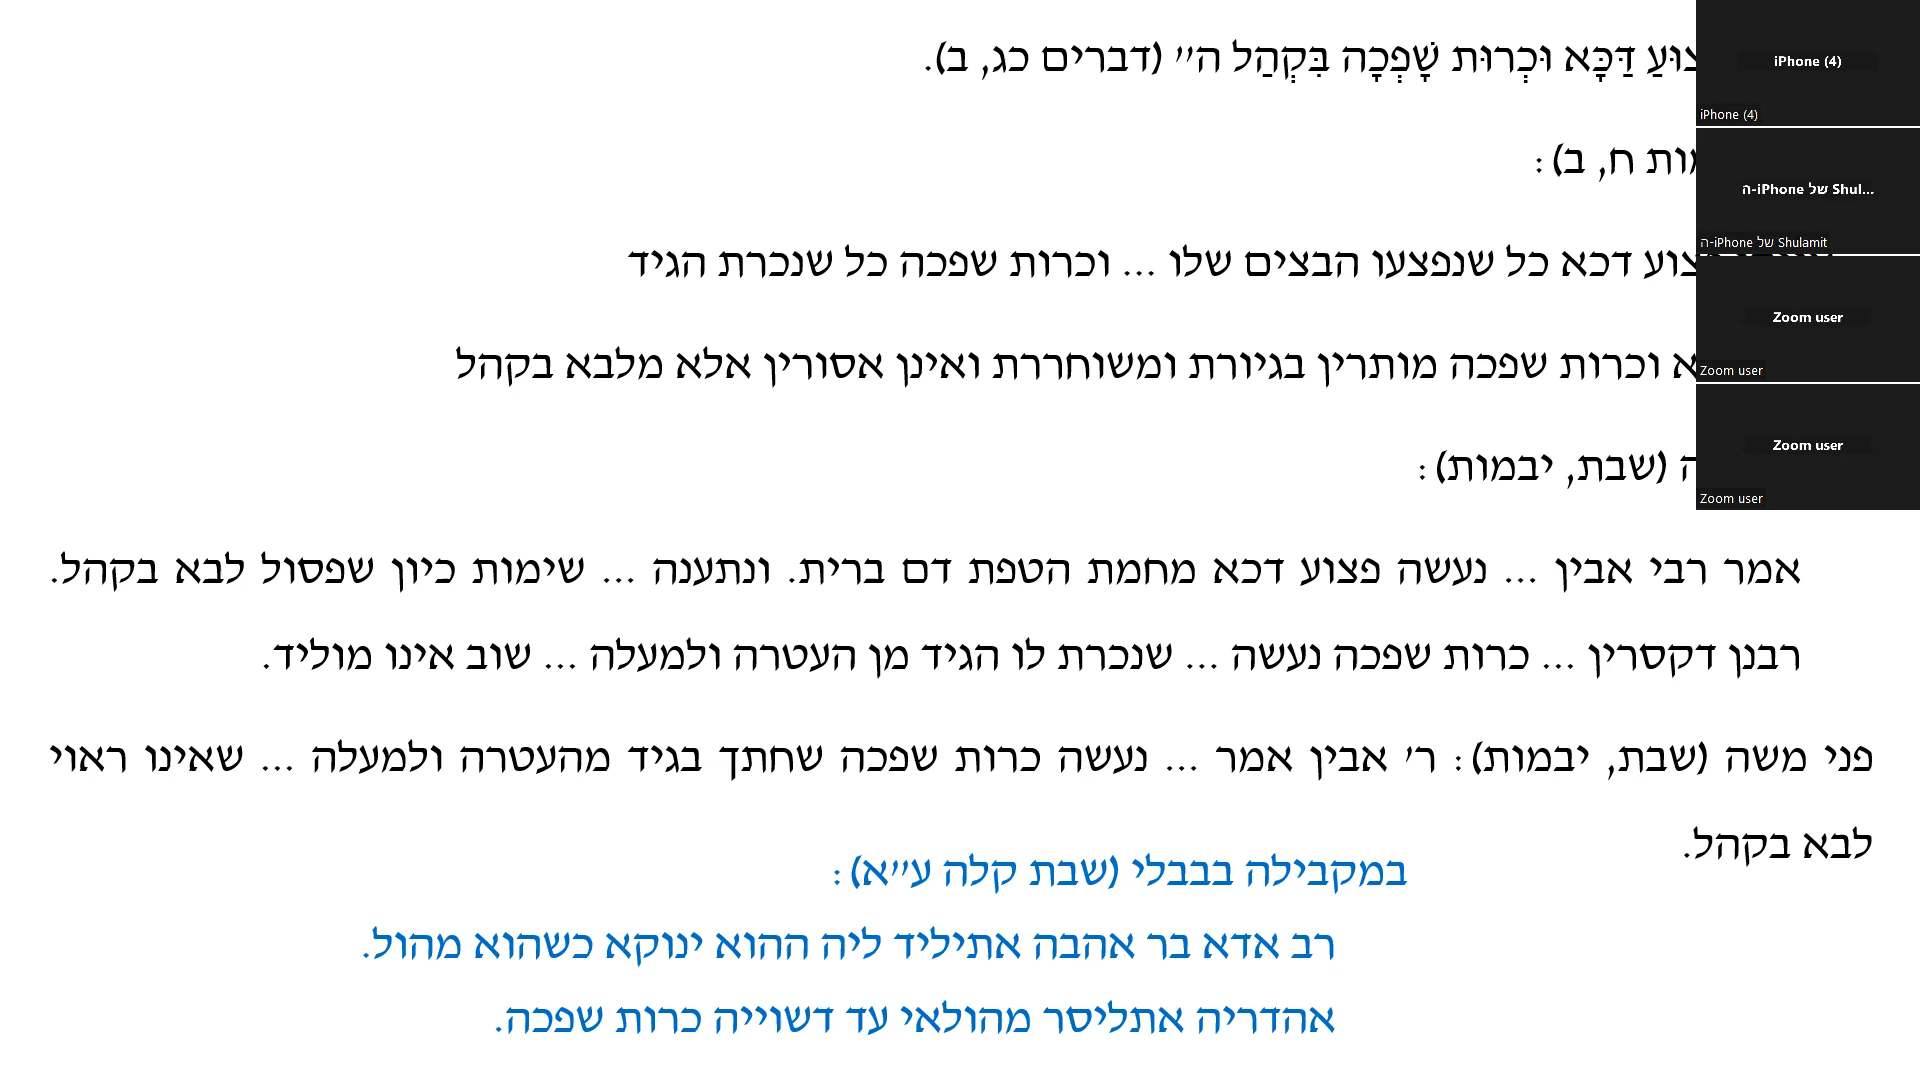 דַּכָּא וּכְרוּת שָׁפְכָה בִּקְהַל ה'' (דברים כג, ב).
ח, ב):
דכא כל שנפצעו הבצים שלו ... וכרות שפכה כל שנכרת הגיד
וכרות שפכה מותרין בגיורת ומשוחררת ואינן אסורין אלא מלבא בקהל
(שבת, יבמות):
אמר רבי אבין ... נעשה פצוע דכא מחמת הטפת דם ברית. ונתענה ... שימות כיון שפסול לבא בקהל.
רבנן דקסרין ... כרות שפכה נעשה ... שנכרת לו הגיד מן העטרה ולמעלה ... שוב אינו מוליד.
פני משה (שבת, יבמות): ר' אבין אמר ... נעשה כרות שפכה שחתך בגיד מהעטרה ולמעלה ... שאינו ראוי
לבא בקהל.
במקבילה בבבלי (שבת קלה ע''א):
רב אדא בר אהבה אתיליד ליה ההוא ינוקא כשהוא מהול.
אהדריה אתליסר מהולאי עד דשוייה כרות שפכה.
iPhone (4)
iPhone (4)
ה-iPhone של Shul...
ה-iPhone של Shulamit
Zoom user
Zoom user
Zoom user
Zoom user